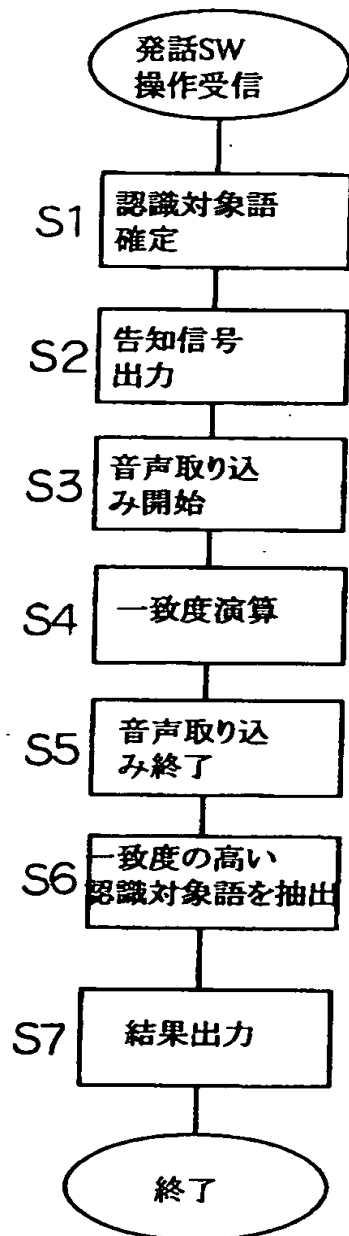 発話SW
操作受信
S1
認識対象語
確定
S2
告知信号
出力
S3
音声取り込
み開始
S4
一致度演算
S5
音声取り込
み終了
S6
一致度の高い
認識対象語を抽出
S7
結果出力
終了